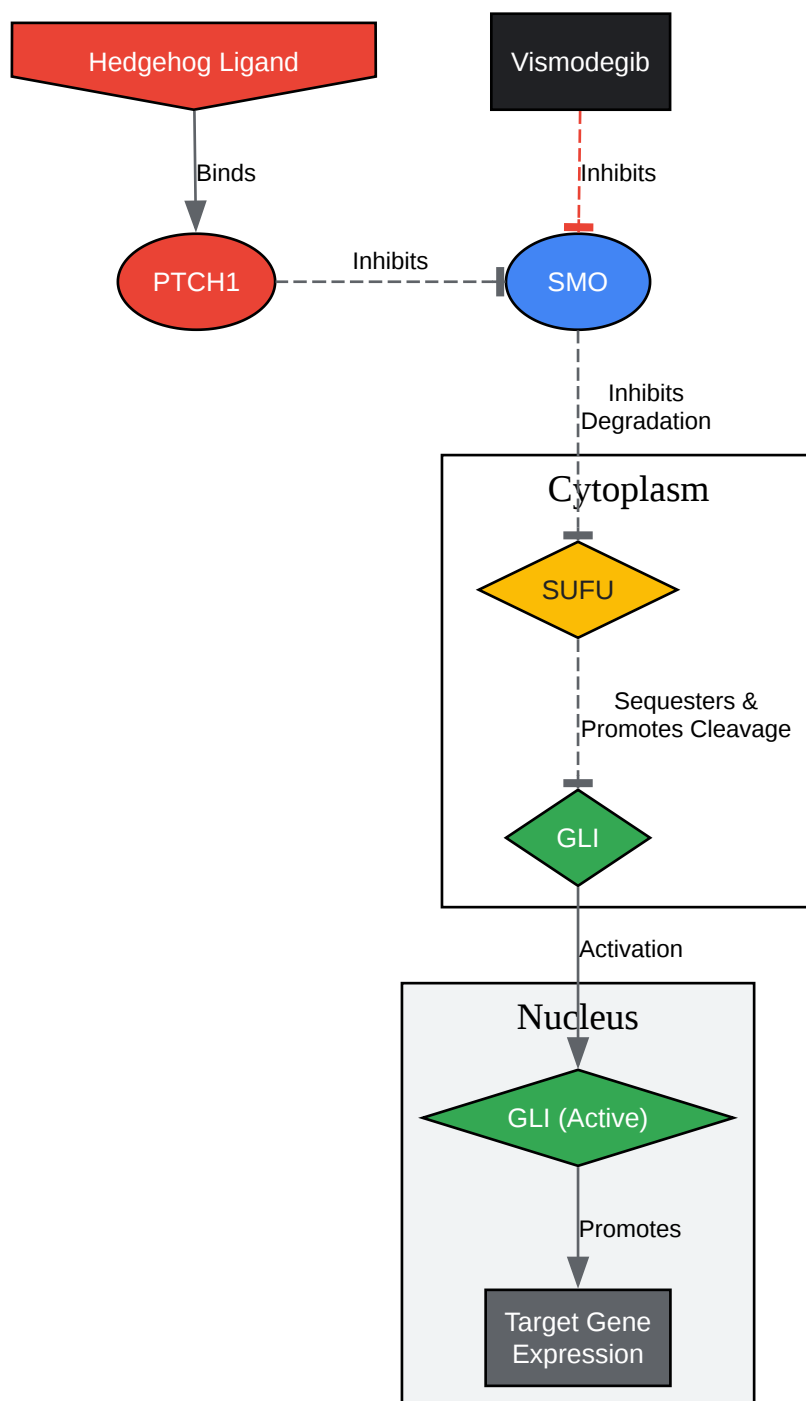 Hedgehog Ligand
Vismodegib
Binds
Inhibits
PTCH1
Inhibits
SMO
Inhibits
Degradation
Cytoplasm
SUFU
Sequesters &
Promotes Cleavage
GLI
Activation
Nucleus
GLI (Active)
Promotes
Target Gene
Expression